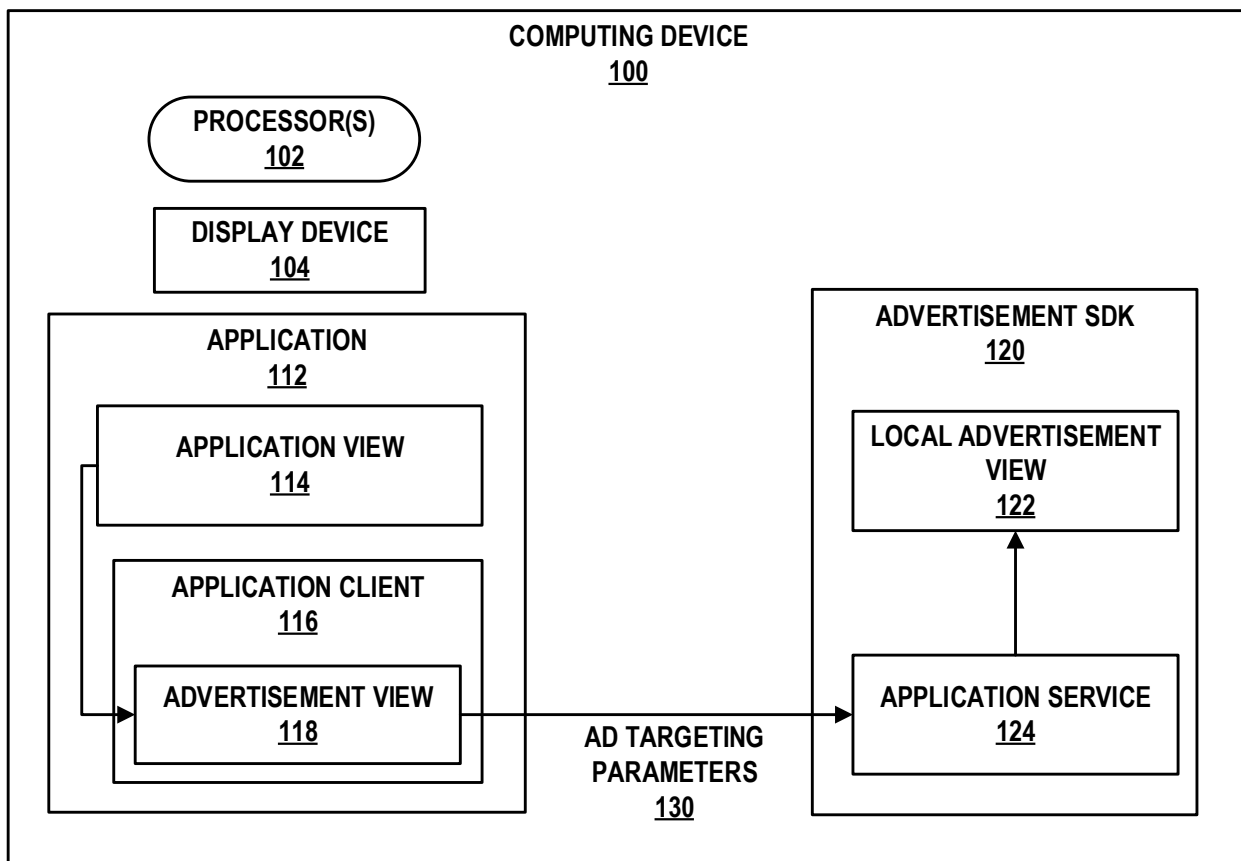 COMPUTING DEVICE
100
PROCESSOR(S)
102
DISPLAY DEVICE
104
APPLICATION
112
APPLICATION VIEW
114
APPLICATION CLIENT
116
ADVERTISEMENT VIEW
118
AD TARGETING
PARAMETERS
130
ADVERTISEMENT SDK
120
LOCAL ADVERTISEMENT
VIEW
122
APPLICATION SERVICE
124